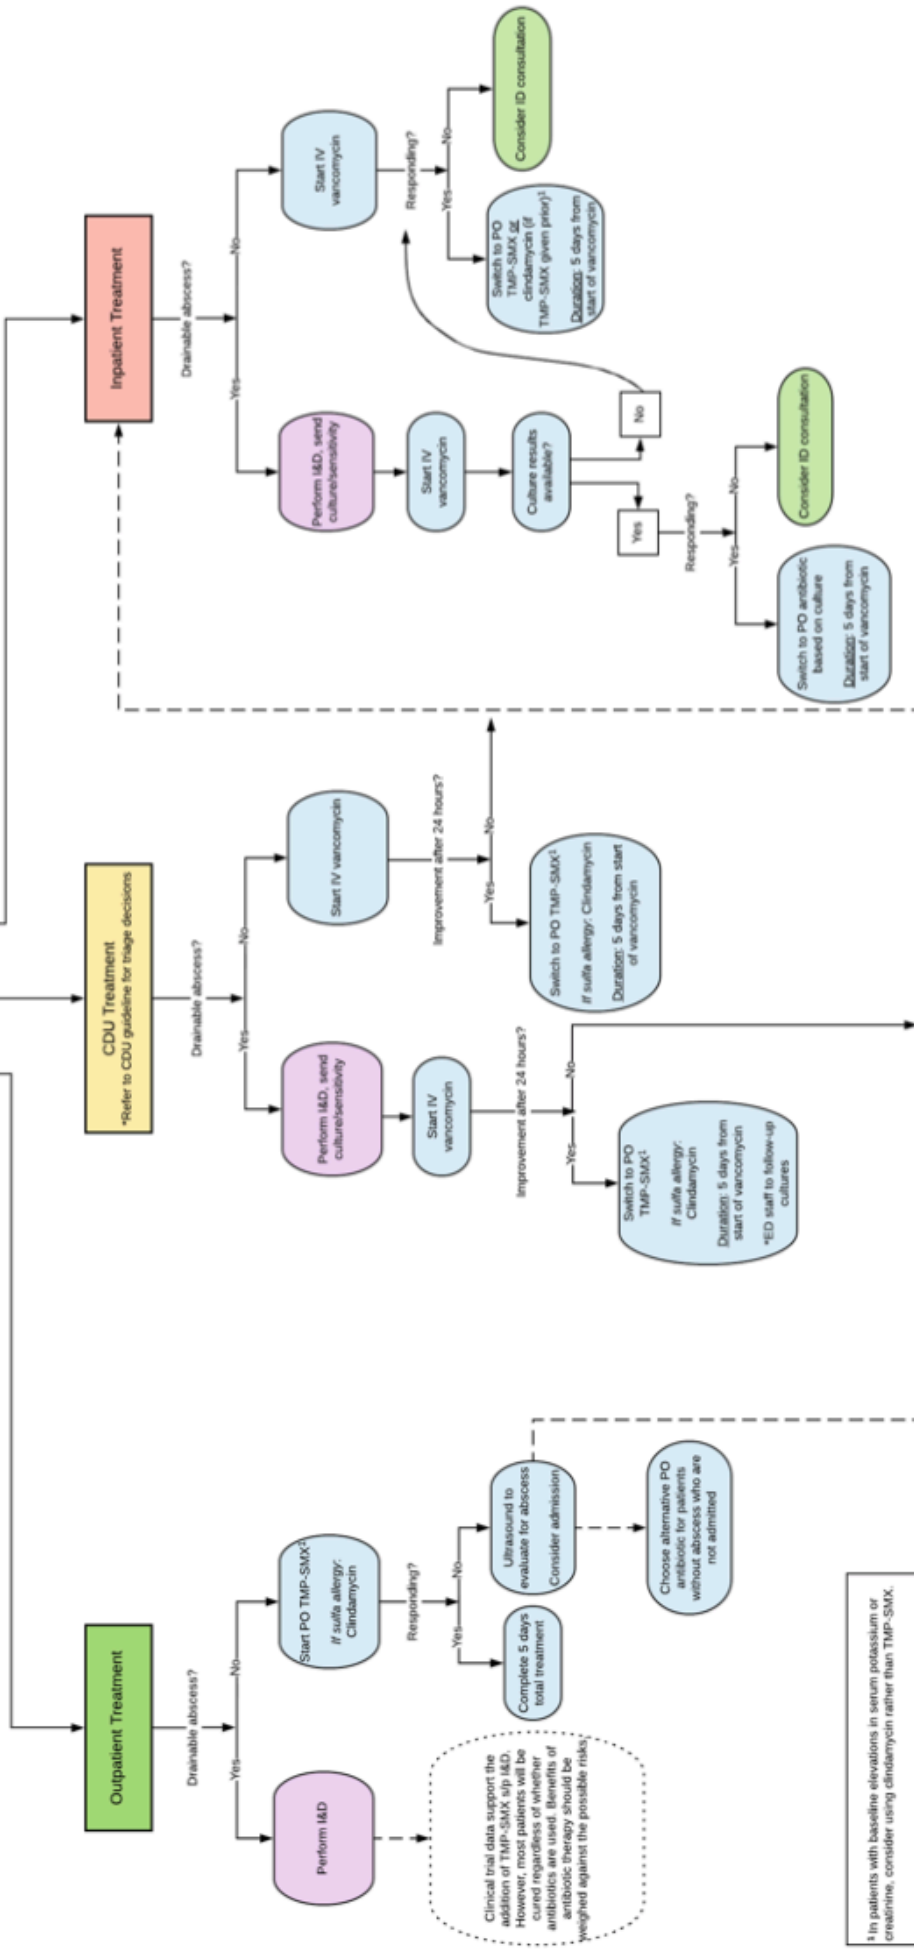 Outpatient Treatment
Drainable abscess?
Yes
No
Perform I&D
Clinical trial data support the
addition of TMP-SMX s/p I&D.
However, most patients will be
cured regardless of whether
antibiotics are used. Benefits of
antibiotic therapy should be
weighed against the possible risks.
Start PO TMP-SMX¹
If sulfa allergy:
Clindamycin
Responding?
Yes
No
Complete 5 days
total treatment
Ultrasound to
evaluate for abscess
Consider admission
Choose alternative PO
antibiotic for patients
without abscess who are
not admitted
CDU Treatment
*Refer to CDU guideline for triage decisions
Drainable abscess?
Yes
No
Perform I&D, send
culture/sensitivity
Start IV
vancomycin
Improvement after 24 hours?
Yes
No
Switch to PO
TMP-SMX¹
If sulfa allergy:
Clindamycin
Duration: 5 days from
start of vancomycin
*ED staff to follow-up
cultures
Start IV vancomycin
Improvement after 24 hours?
Yes
No
Switch to PO TMP-SMX¹
If sulfa allergy: Clindamycin
Duration: 5 days from start
of vancomycin
Inpatient Treatment
Drainable abscess?
Yes
No
Perform I&D, send
culture/sensitivity
Start IV
vancomycin
Culture results
available?
Yes
No
Responding?
Yes
No
Switch to PO antibiotic
based on culture
Duration: 5 days from
start of vancomycin
Consider ID consultation
Start IV
vancomycin
Responding?
Yes
No
Switch to PO
TMP-SMX or
clindamycin (if
TMP-SMX given prior)¹
Duration: 5 days from
start of vancomycin
Consider ID consultation
¹ In patients with baseline elevations in serum potassium or
creatinine, consider using clindamycin rather than TMP-SMX.